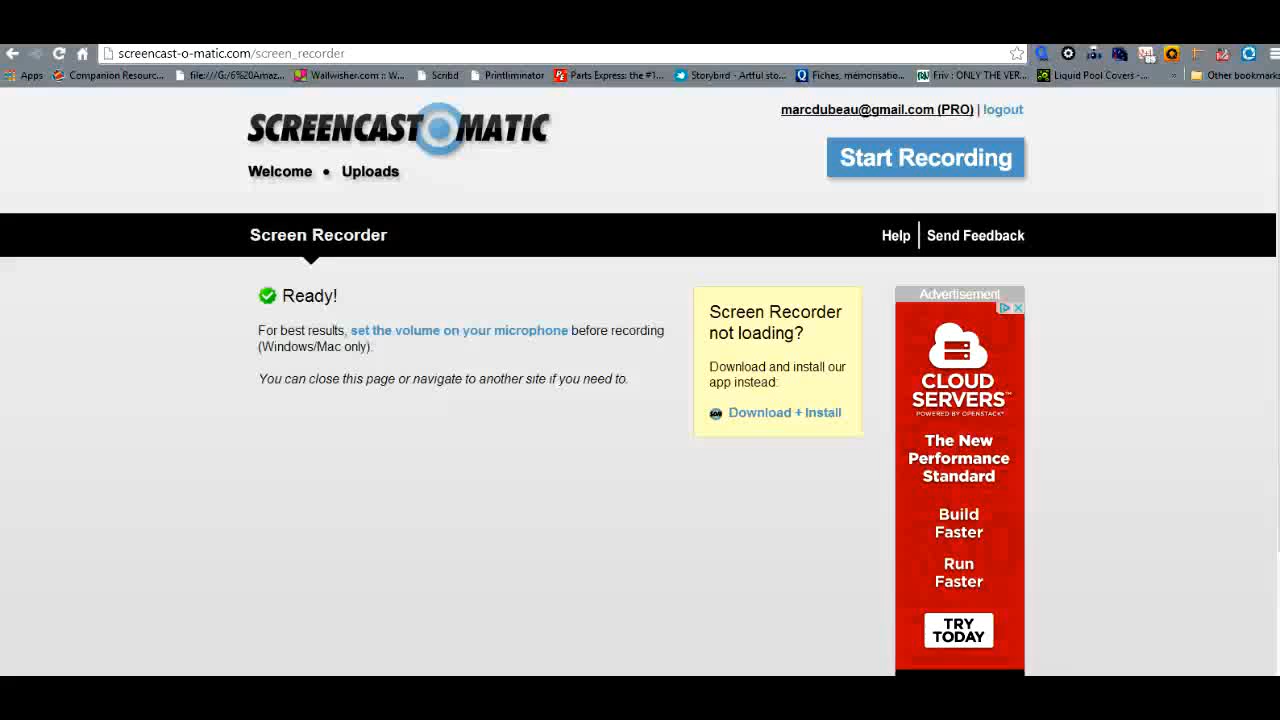 screencast-o-matic.com/screen_recorder
Apps Companion Resourc... file:///G:/6%20Amaz... Wallwisher.com :: W... Scribd Printliminator Parts Express: the #1... Storybird - Artful sto... Fiches, mémorisatio... Friv : ONLY THE VER... Liquid Pool Covers -... » Other bookmarks
SCREENCAST-O-MATIC
marcdubeau@gmail.com (PRO) | logout
Start Recording
Welcome • Uploads
Screen Recorder
Help | Send Feedback
Ready!
For best results, set the volume on your microphone before recording
(Windows/Mac only).
You can close this page or navigate to another site if you need to.
Screen Recorder
not loading?
Download and install our
app instead:
Download + Install
Advertisement
CLOUD
SERVERS™
POWERED BY OPENSTACK®
The New
Performance
Standard
Build
Faster
Run
Faster
TRY
TODAY